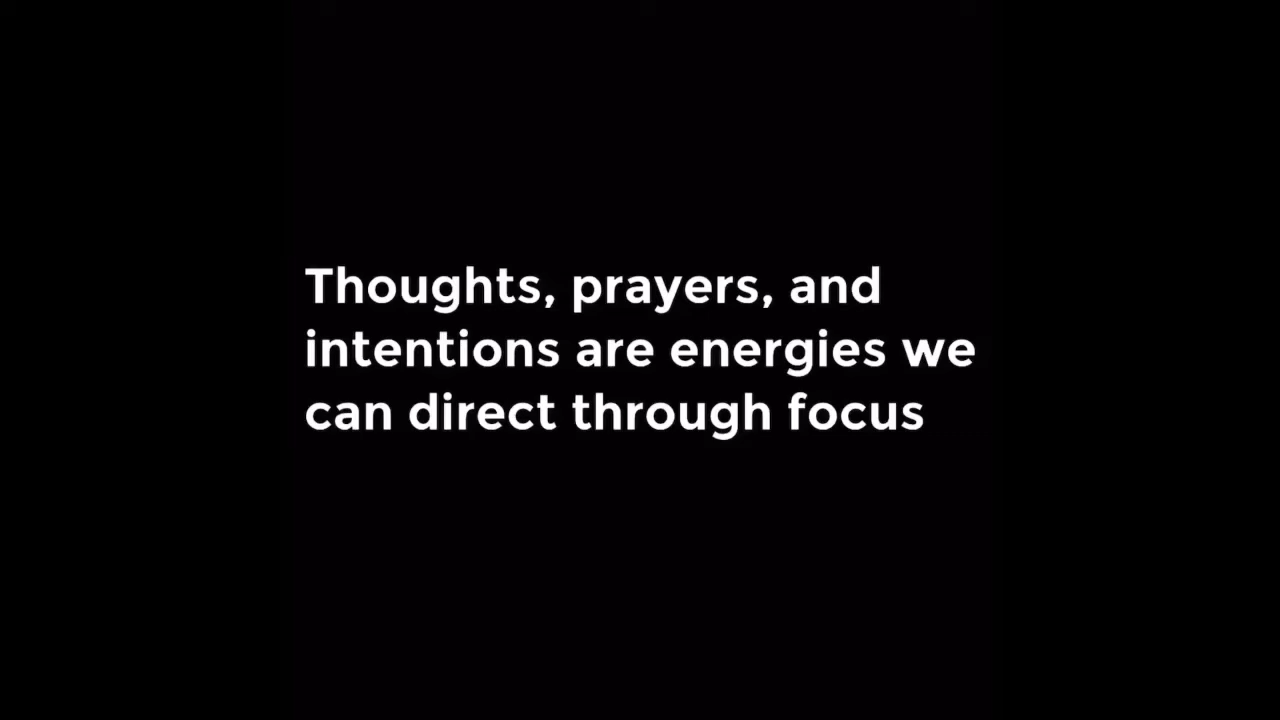 Thoughts, prayers, and
intentions are energies we
can direct through focus